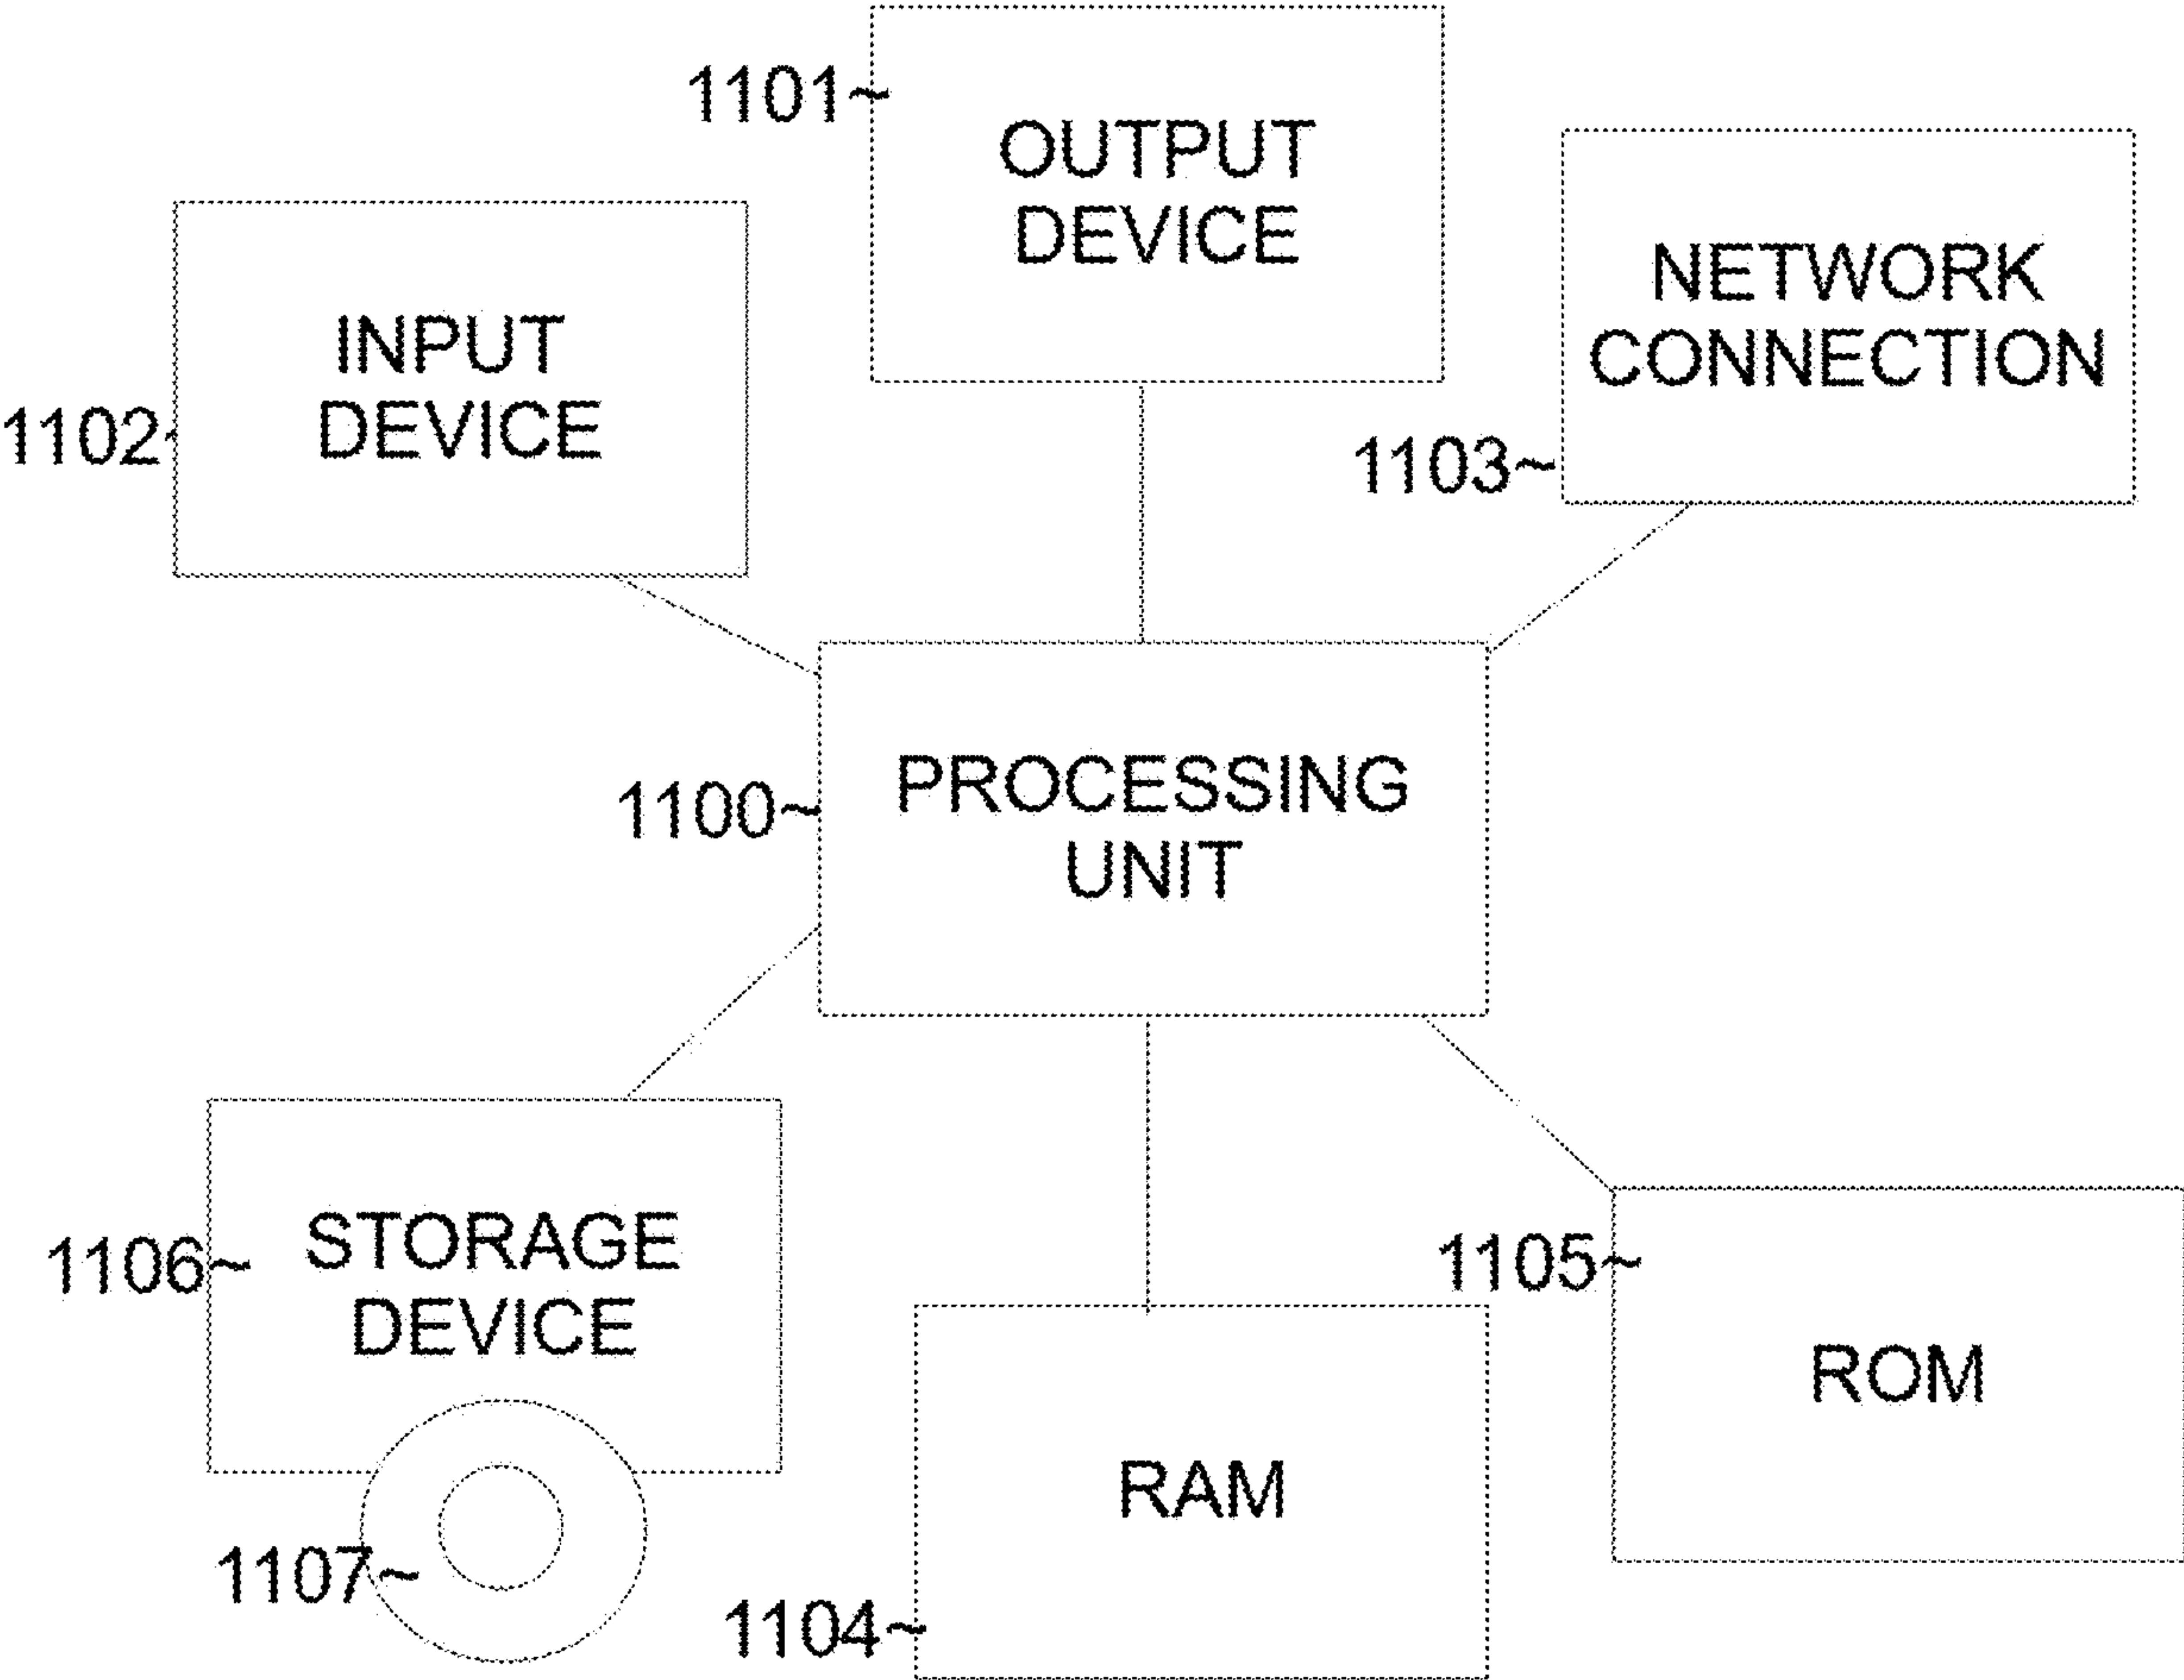 1101~
OUTPUT
DEVICE
NETWORK
CONNECTION
1103~
INPUT
DEVICE
1102~
PROCESSING
UNIT
1100~
STORAGE
DEVICE
1106~
1107~
RAM
1104~
1105~
ROM